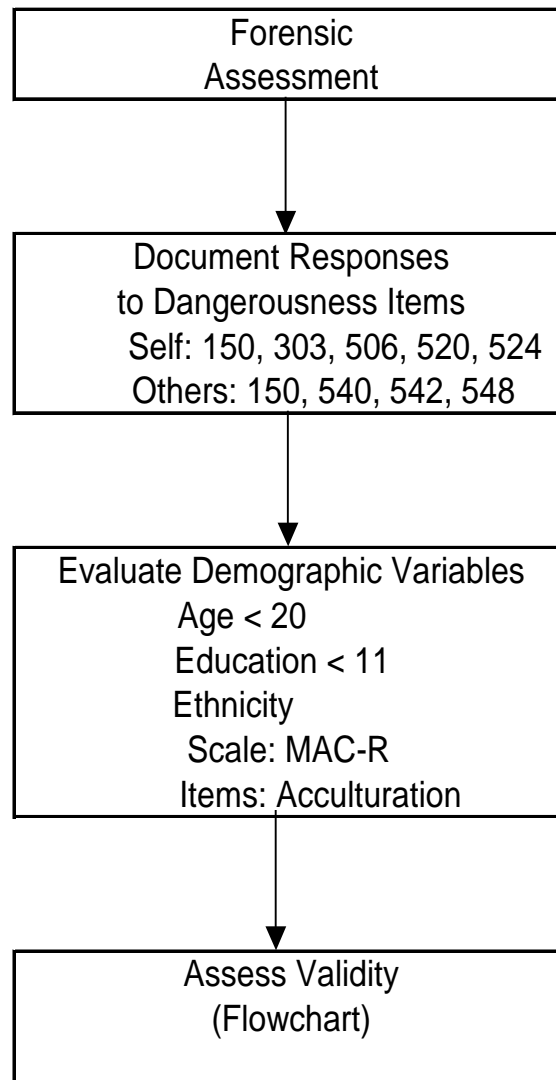 Forensic
Assessment
Document Responses
to Dangerousness Items
Self: 150, 303, 506, 520, 524
Others: 150, 540, 542, 548
Evaluate Demographic Variables
Age < 20
Education < 11
Ethnicity
Scale: MAC-R
Items: Acculturation
Assess Validity
(Flowchart)